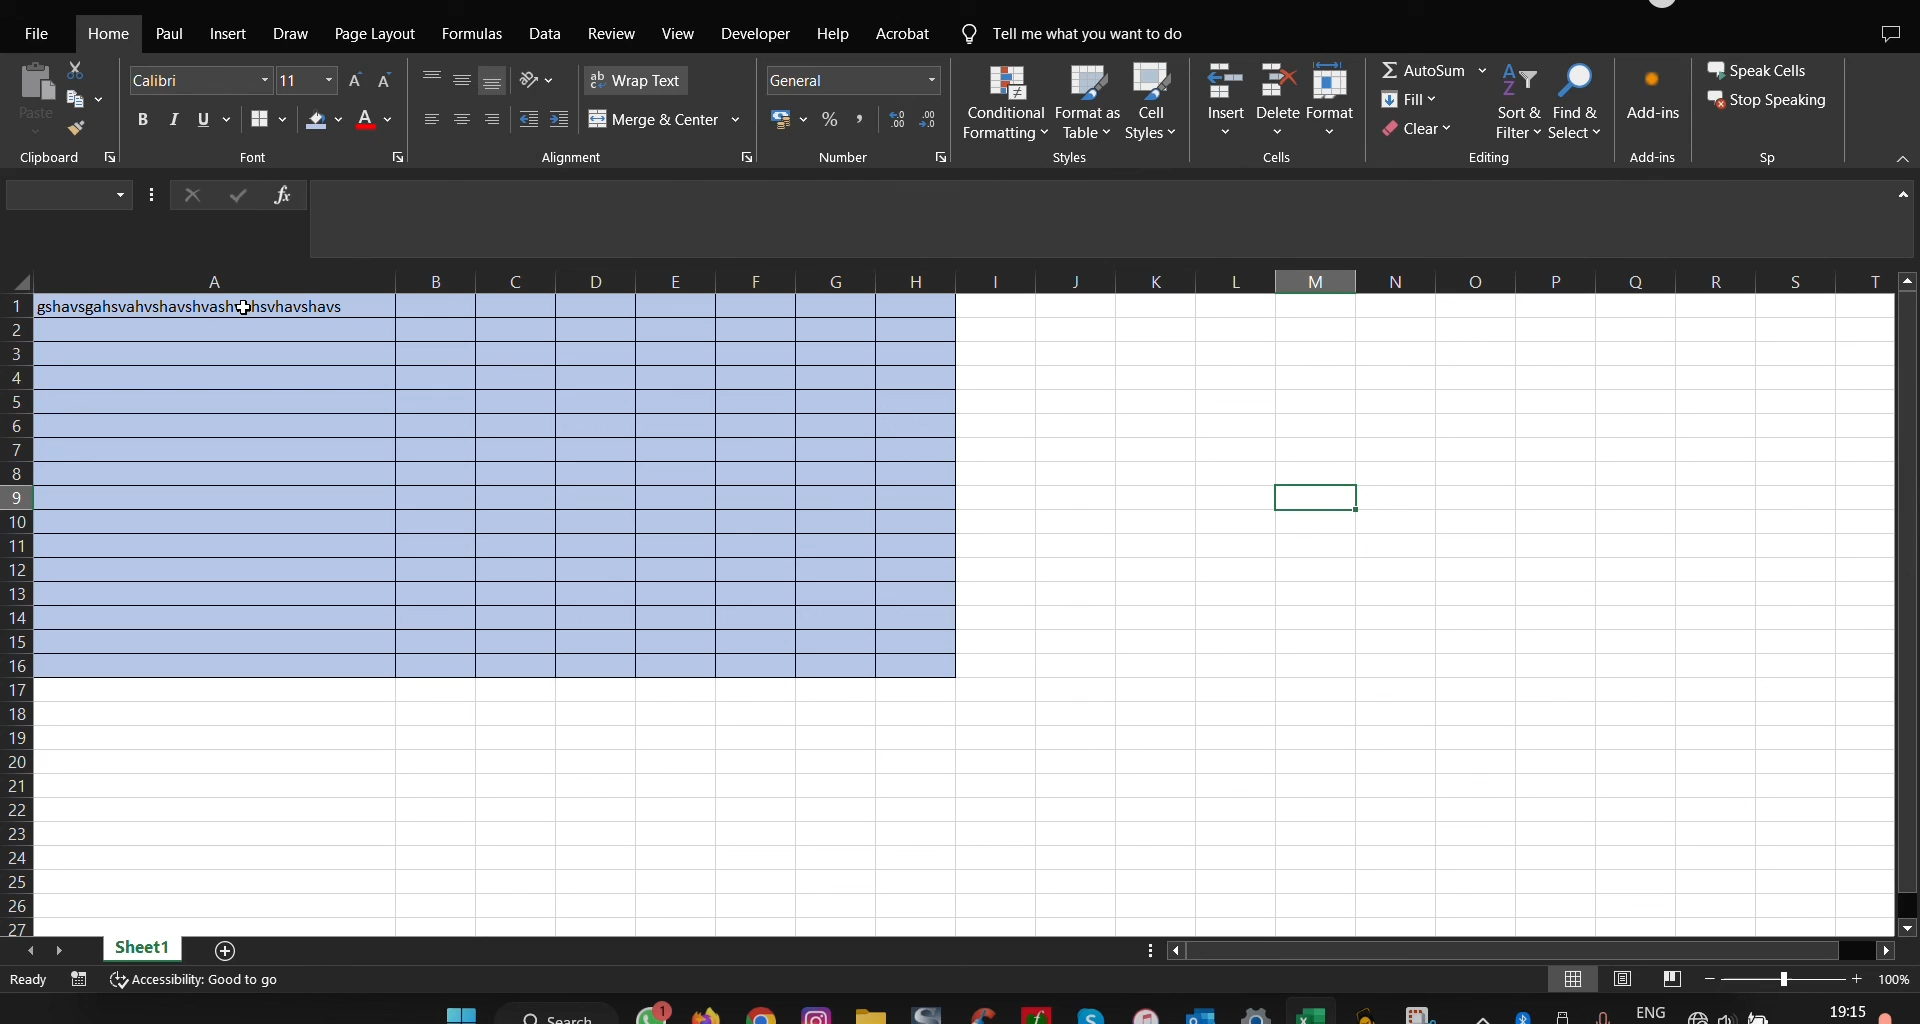 File Home Paul Insert Draw Page Layout Formulas Data Review View Developer Help Acrobat Tell me what you want to do
Calibri 11 Wrap Text General AutoSum Speak Cells
Paste Conditional Formatting Format as Table Cell Styles Insert Delete Format Fill Sort & Filter Find & Select Add-ins Stop Speaking
B I U A Merge & Center % Clear
Clipboard Font Alignment Number Styles Cells Editing Add-ins Sp
fx
A B C D E F G H I J K L M N O P Q R S T
1
2
3
4
5
6
7
8
9
10
11
12
13
14
15
16
17
18
19
20
21
22
23
24
25
26
27
Sheet1
Ready Accessibility: Good to go 100%
1 Search ENG 19:15